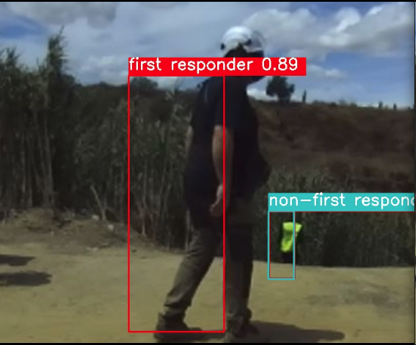 first responder 0.89
non-first respond